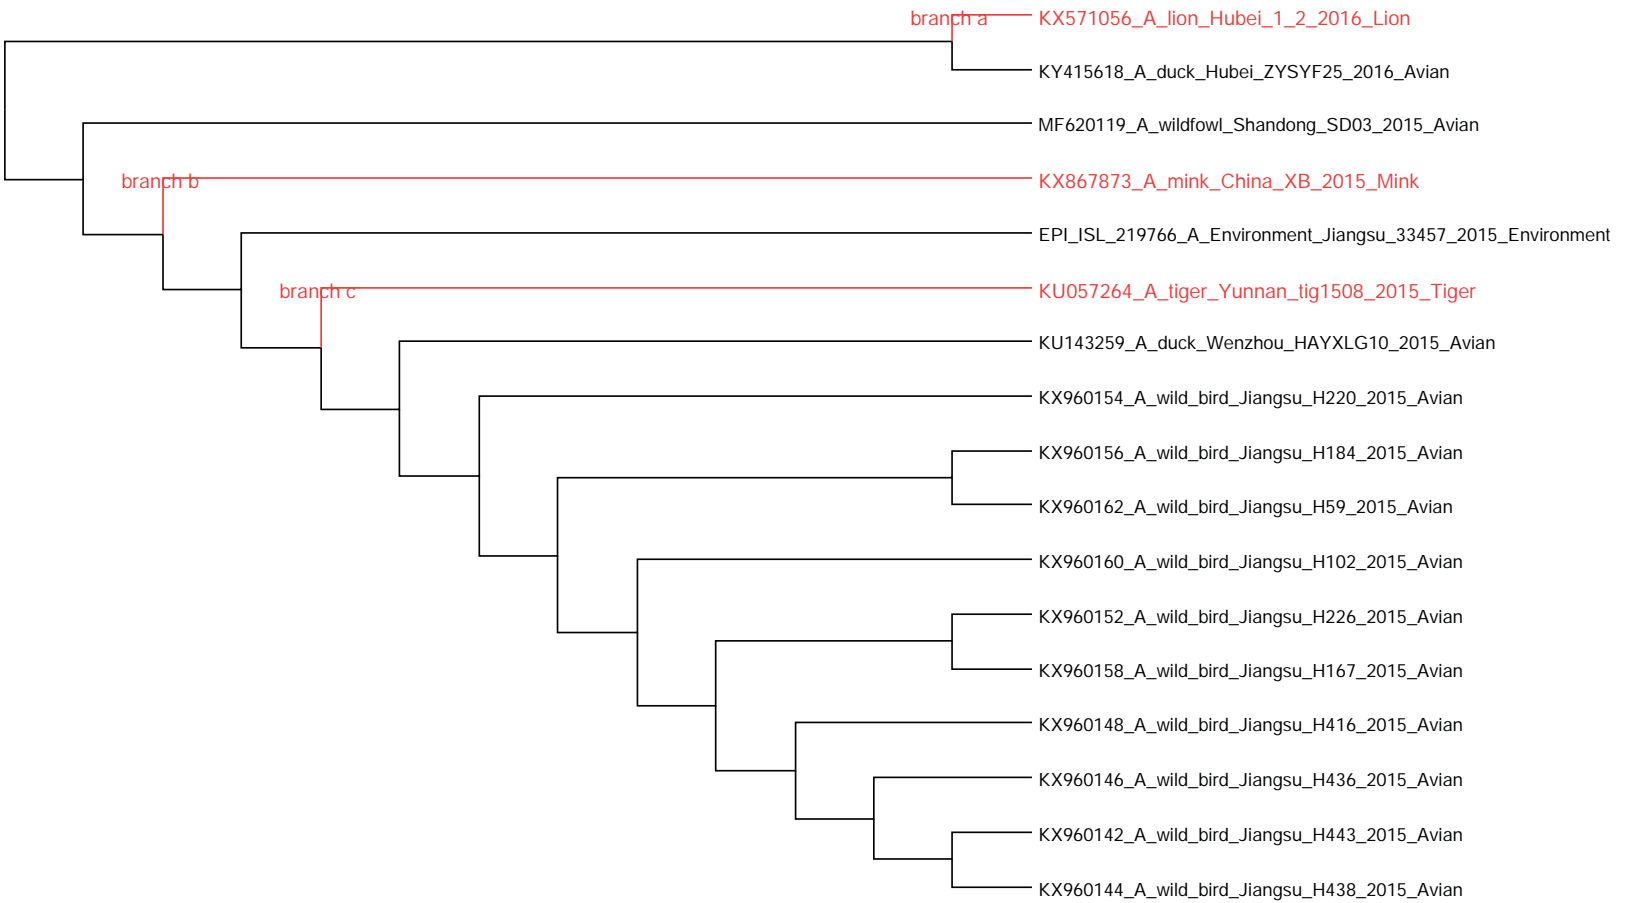 branch a
KX571056_A_lion_Hubei_1_2_2016_Lion
KY415618_A_duck_Hubei_ZYSYF25_2016_Avian
MF620119_A_wildfowl_Shandong_SD03_2015_Avian
branch b
KX867873_A_mink_China_XB_2015_Mink
EPI_ISL_219766_A_Environment_Jiangsu_33457_2015_Environment
branch c
KU057264_A_tiger_Yunnan_tig1508_2015_Tiger
KU143259_A_duck_Wenzhou_HAYXLG10_2015_Avian
KX960154_A_wild_bird_Jiangsu_H220_2015_Avian
KX960156_A_wild_bird_Jiangsu_H184_2015_Avian
KX960162_A_wild_bird_Jiangsu_H59_2015_Avian
KX960160_A_wild_bird_Jiangsu_H102_2015_Avian
KX960152_A_wild_bird_Jiangsu_H226_2015_Avian
KX960158_A_wild_bird_Jiangsu_H167_2015_Avian
KX960148_A_wild_bird_Jiangsu_H416_2015_Avian
KX960146_A_wild_bird_Jiangsu_H436_2015_Avian
KX960142_A_wild_bird_Jiangsu_H443_2015_Avian
KX960144_A_wild_bird_Jiangsu_H438_2015_Avian